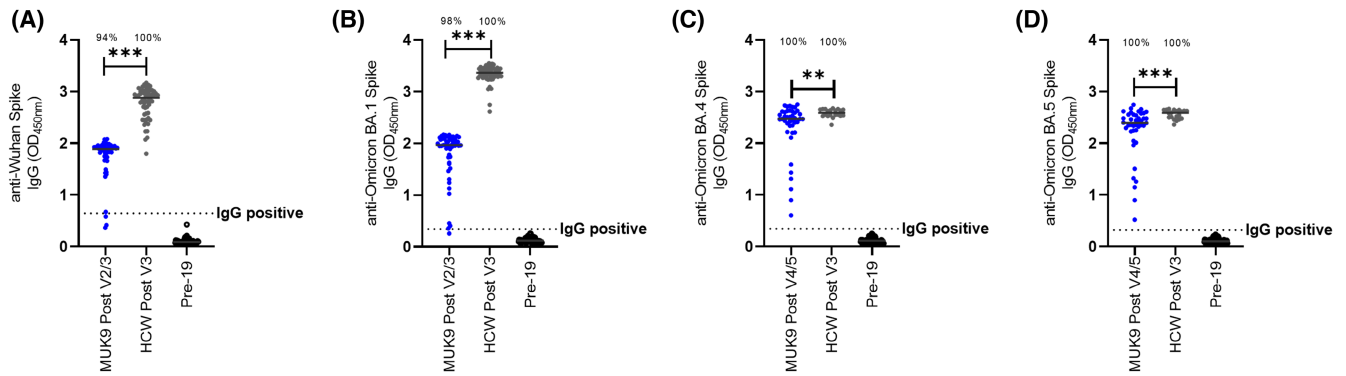 (A)
94% 100%
***
anti-Wuhan Spike
IgG (OD450nm)
4
3
2
1
0
IgG positive
MUK9 Post V2/3
HCW Post V3
Pre-19
(B)
98% 100%
***
anti-Omicron BA.1 Spike
IgG (OD450nm)
4
3
2
1
0
IgG positive
MUK9 Post V2/3
HCW Post V3
Pre-19
(C)
100% 100%
**
anti-Omicron BA.4 Spike
IgG (OD450nm)
4
3
2
1
0
IgG positive
MUK9 Post V4/5
HCW Post V3
Pre-19
(D)
100% 100%
***
anti-Omicron BA.5 Spike
IgG (OD450nm)
4
3
2
1
0
IgG positive
MUK9 Post V4/5
HCW Post V3
Pre-19